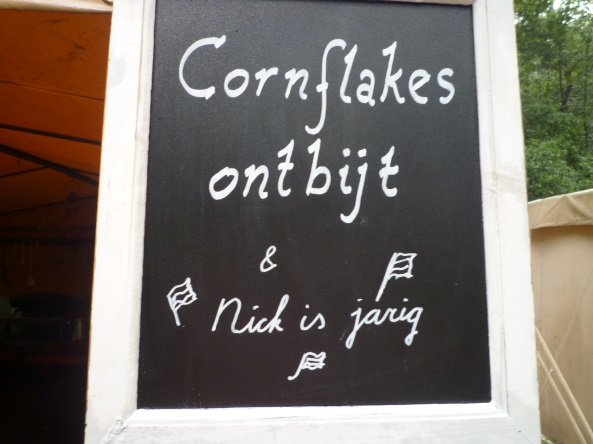 Cornflakes
ontbijt
&
Nick is jarig